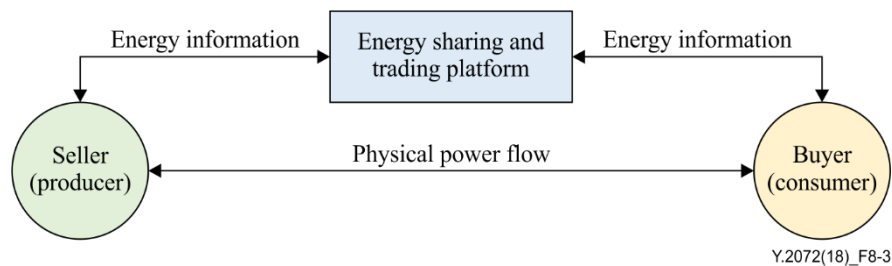 Energy information
Energy sharing and
trading platform
Energy information
Seller
(producer)
Physical power flow
Buyer
(consumer)
Y.2072(18)_F8-3